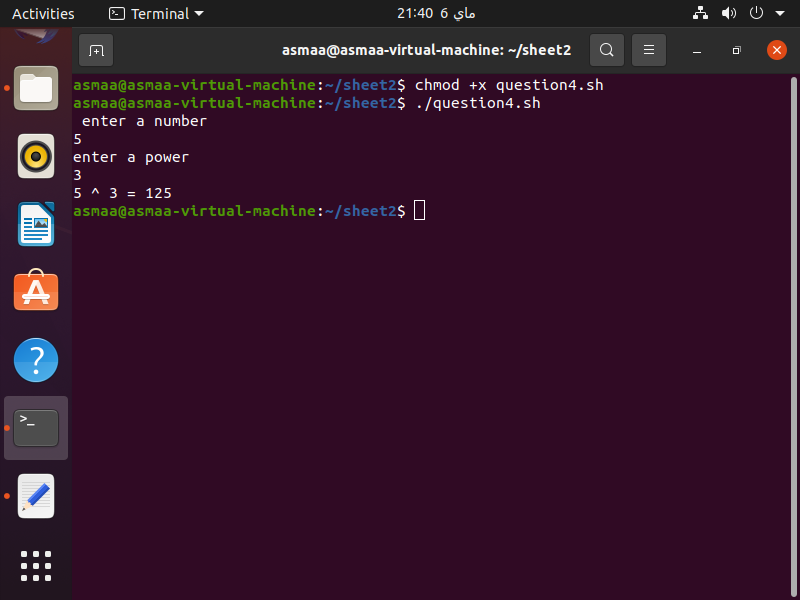 Activities Terminal 21:40 6 ماي
asmaa@asmaa-virtual-machine: ~/sheet2
asmaa@asmaa-virtual-machine:~/sheet2$ chmod +x question4.sh
asmaa@asmaa-virtual-machine:~/sheet2$ ./question4.sh
 enter a number
5
enter a power
3
5 ^ 3 = 125
asmaa@asmaa-virtual-machine:~/sheet2$